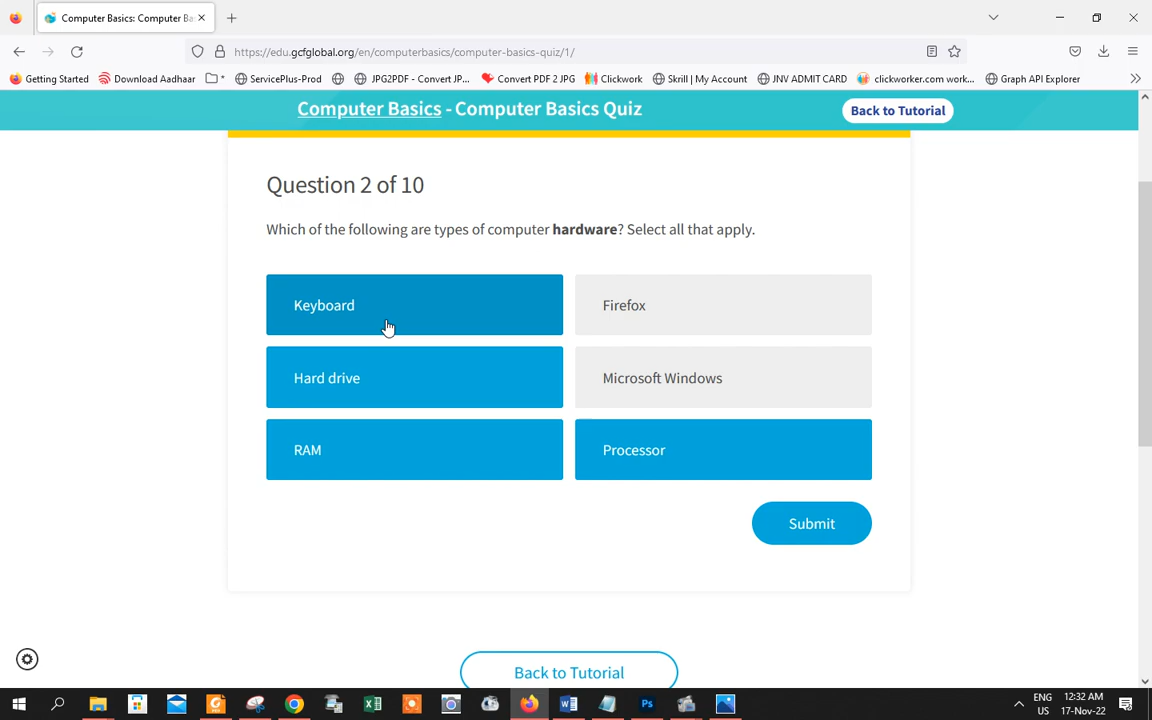 Computer Basics: Computer Ba
https://edu.gcfglobal.org/en/computerbasics/computer-basics-quiz/1/
Getting Started
Download Aadhaar
ServicePlus-Prod
JPG2PDF - Convert JP...
Convert PDF 2 JPG
Clickwork
Skrill | My Account
JNV ADMIT CARD
clickworker.com work...
Graph API Explorer
Computer Basics - Computer Basics Quiz
Back to Tutorial
Question 2 of 10
Which of the following are types of computer hardware? Select all that apply.
Keyboard
Firefox
Hard drive
Microsoft Windows
RAM
Processor
Submit
Back to Tutorial
ENG
US
12:32 AM
17-Nov-22